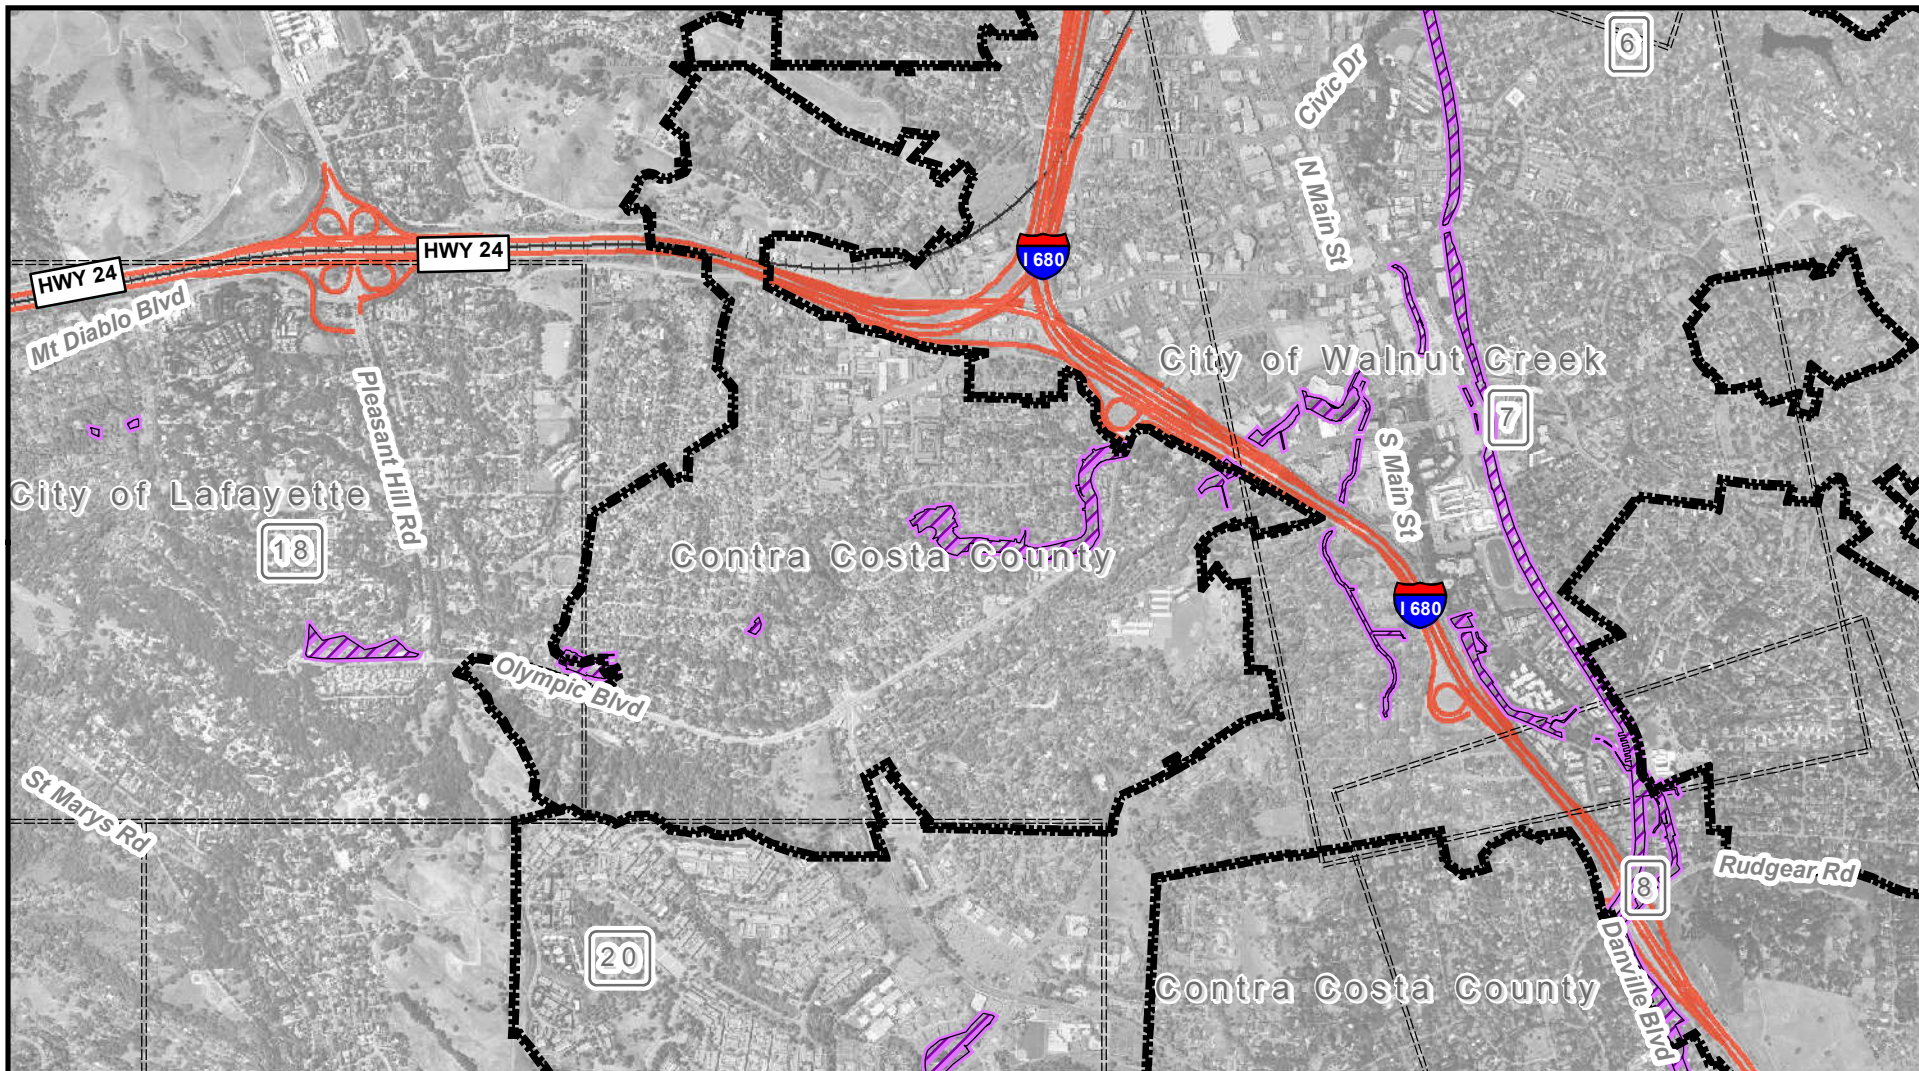 6
Civic Dr
N Main St
HWY 24
HWY 24
I 680
Mt Diablo Blvd
City of Walnut Creek
Pleasant Hill Rd
7
S Main St
City of Lafayette
18
Contra Costa County
I 680
Olympic Blvd
St Marys Rd
Rudgear Rd
8
20
Danville Blvd
Contra Costa County